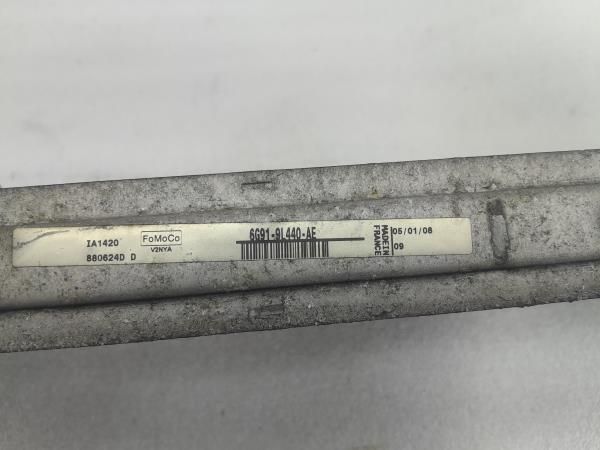 IA1420
880624D D
FoMoCo
V2NYA
6G91-9L440-AE
MADE IN
FRANCE
05/01/08
09